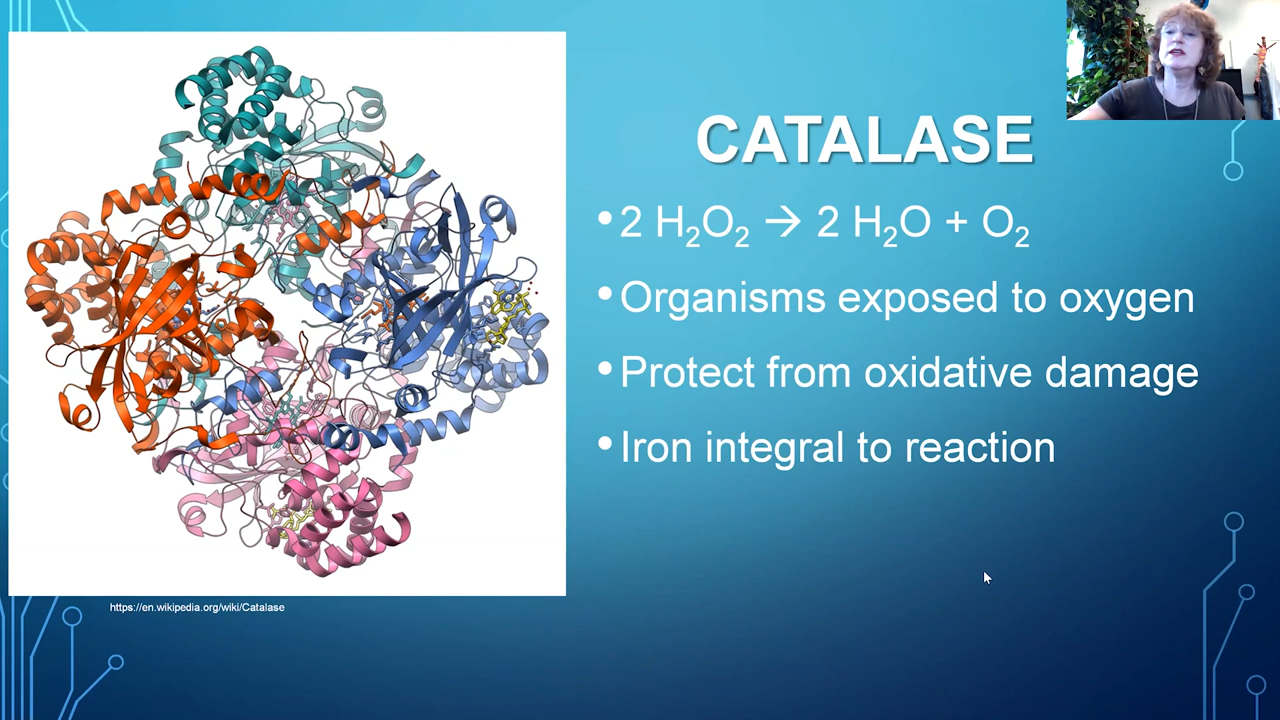 CATALASE
• 2 H₂O₂ → 2 H₂O + O₂
• Organisms exposed to oxygen
• Protect from oxidative damage
• Iron integral to reaction
https://en.wikipedia.org/wiki/Catalase